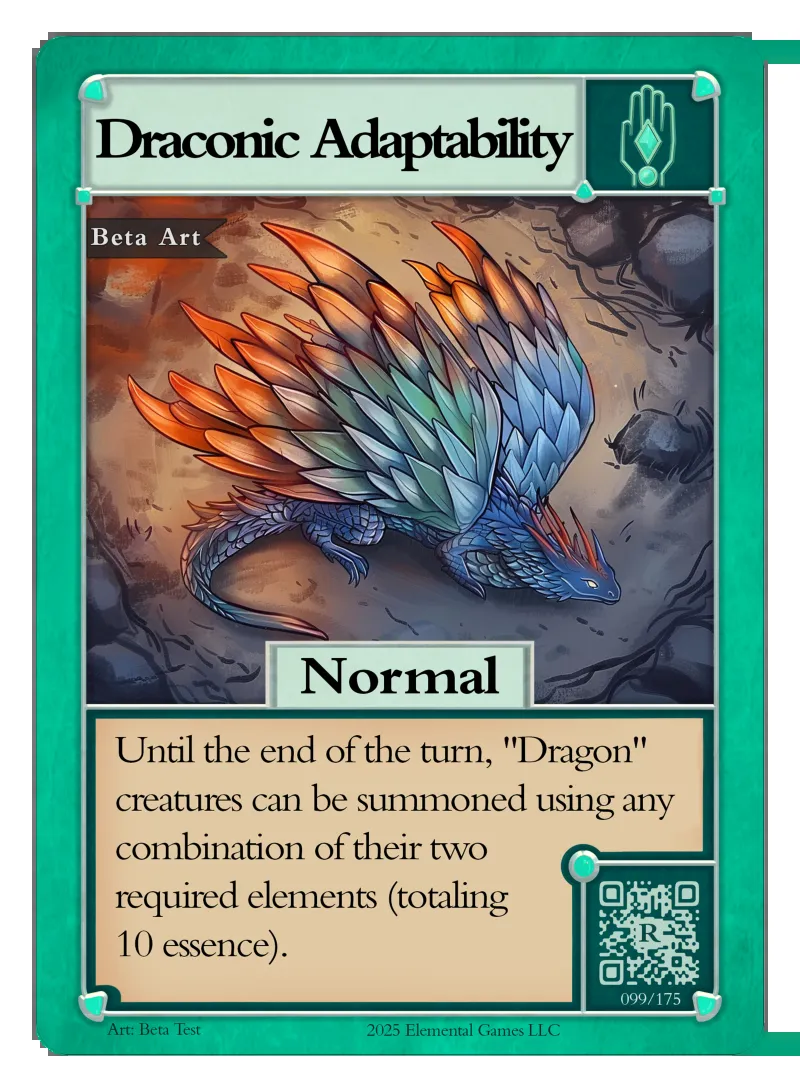 Draconic Adaptability
Beta Art
Normal
Until the end of the turn, "Dragon"
creatures can be summoned using any
combination of their two
required elements (totaling
10 essence).
R
099/175
Art: Beta Test
2025 Elemental Games LLC